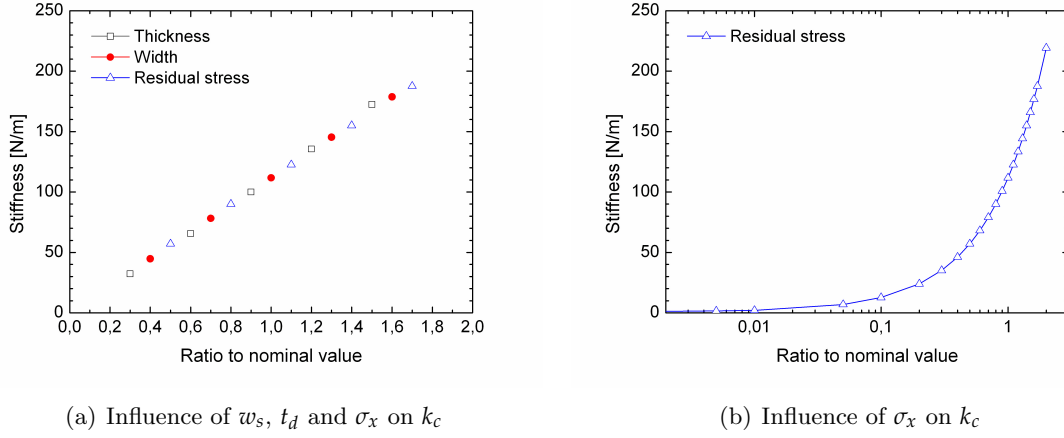 250
200
150
100
50
0
Stiffness [N/m]
Thickness
Width
Residual stress
0,0 0,2 0,4 0,6 0,8 1,0 1,2 1,4 1,6 1,8 2,0
Ratio to nominal value
(a) Influence of w_s, t_d and σ_x on k_c
250
200
150
100
50
0
Stiffness [N/m]
Residual stress
0,01 0,1 1
Ratio to nominal value
(b) Influence of σ_x on k_c